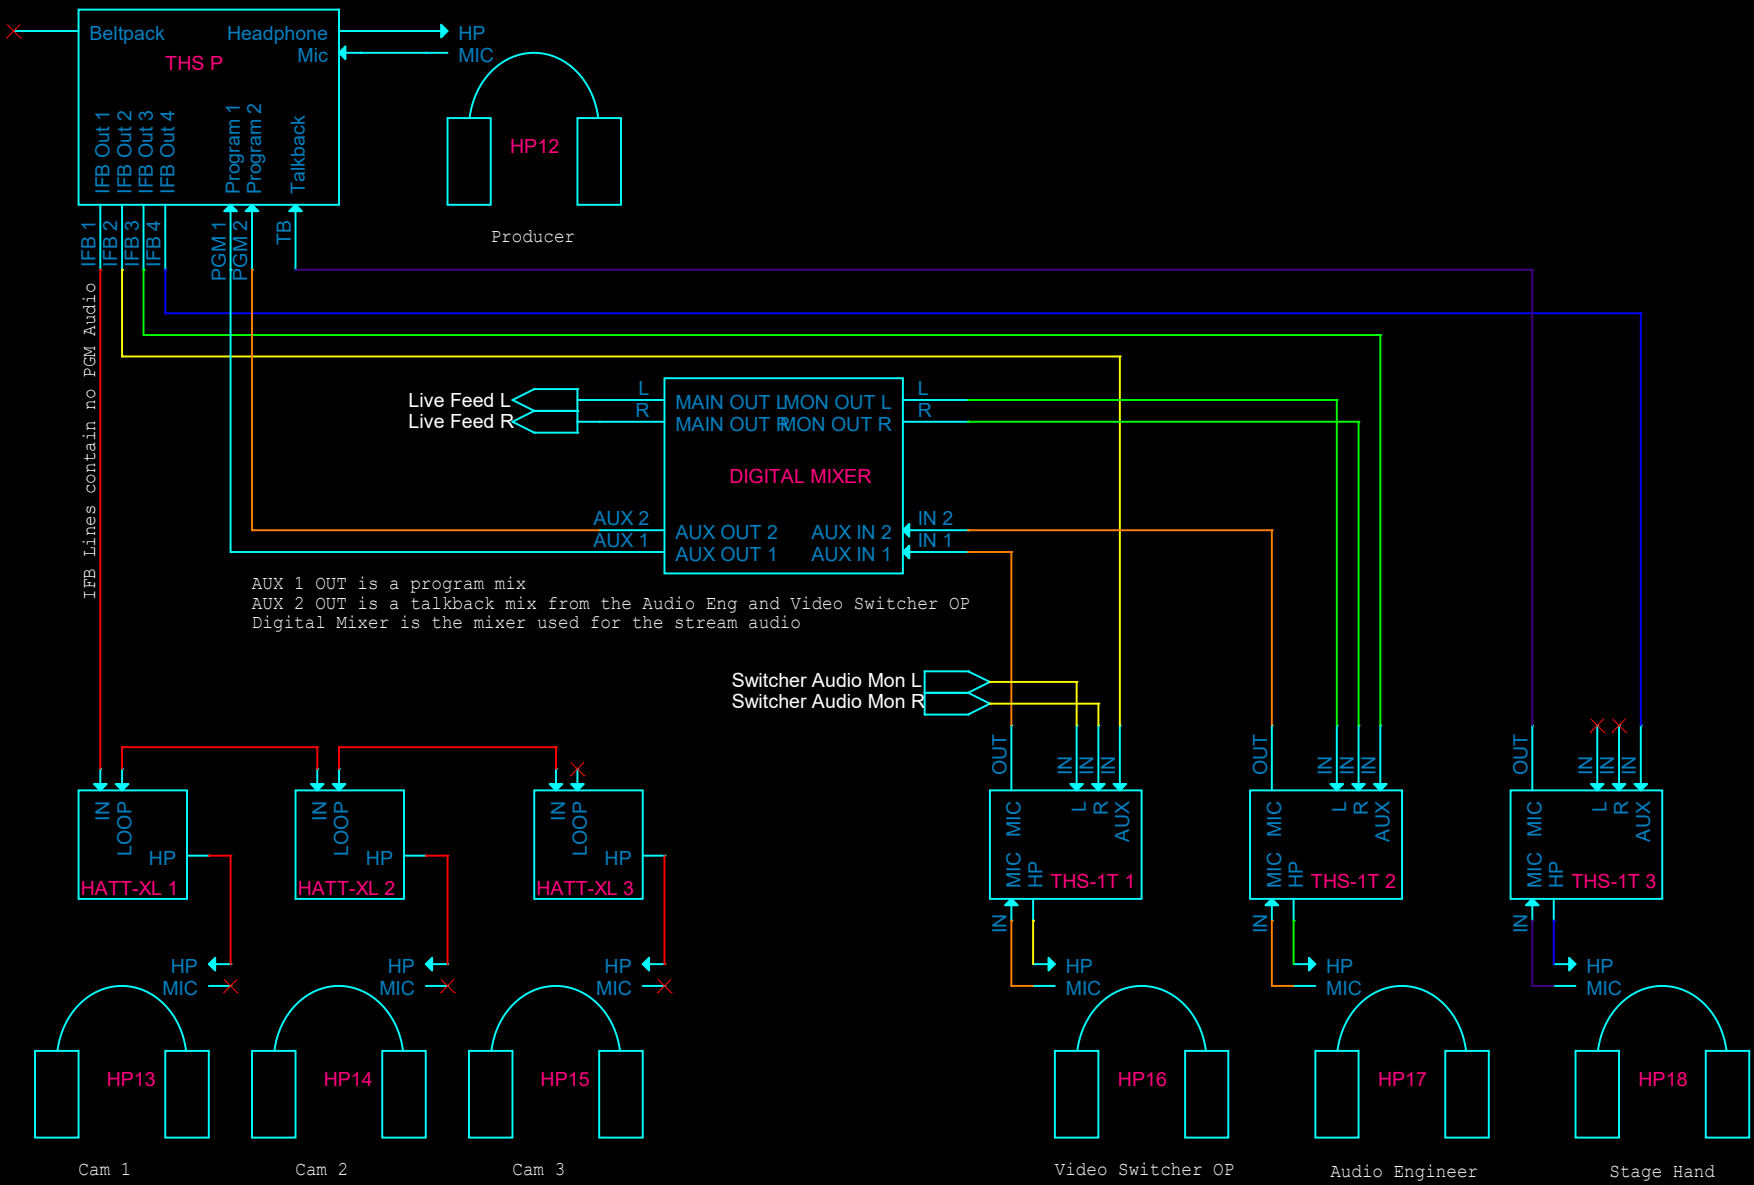 Beltpack
Headphone
HP
Mic
MIC
THS P
IFB Out 1
IFB Out 2
IFB Out 3
IFB Out 4
Program 1
Program 2
Talkback
HP12
Producer
IFB 1
IFB 2
IFB 3
IFB 4
PGM 1
PGM 2
TB
IFB Lines contain no PGM Audio
Live Feed L
Live Feed R
L
R
MAIN OUT L
MAIN OUT R
MON OUT L
MON OUT R
L
R
DIGITAL MIXER
AUX 2
AUX 1
AUX OUT 2
AUX OUT 1
AUX IN 2
AUX IN 1
IN 2
IN 1
AUX 1 OUT is a program mix
AUX 2 OUT is a talkback mix from the Audio Eng and Video Switcher OP
Digital Mixer is the mixer used for the stream audio
Switcher Audio Mon L
Switcher Audio Mon R
IN
LOOP
HP
HATT-XL 1
IN
LOOP
HP
HATT-XL 2
IN
LOOP
HP
HATT-XL 3
OUT
IN
IN
IN
MIC
L
R
AUX
MIC
HP
THS-1T 1
IN
OUT
IN
IN
IN
MIC
L
R
AUX
MIC
HP
THS-1T 2
IN
OUT
IN
IN
IN
MIC
L
R
AUX
MIC
HP
THS-1T 3
IN
HP
MIC
HP
MIC
HP
MIC
HP
MIC
HP
MIC
HP
MIC
HP13
HP14
HP15
HP16
HP17
HP18
Cam 1
Cam 2
Cam 3
Video Switcher OP
Audio Engineer
Stage Hand